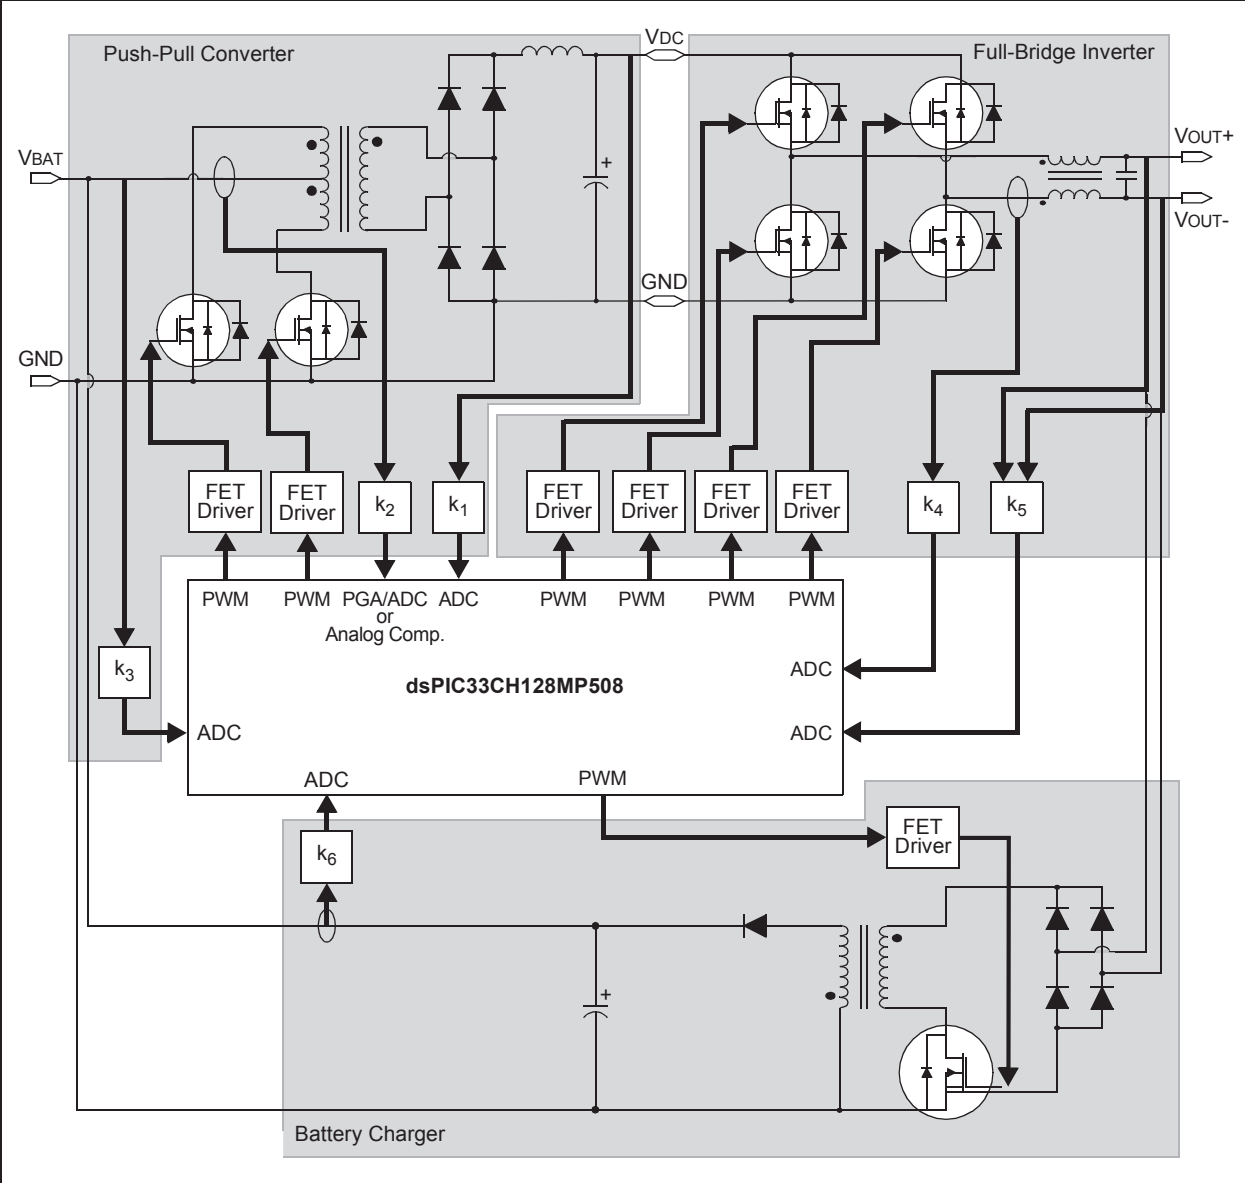 Push-Pull Converter
VDC
Full-Bridge Inverter
VBAT
+
VOUT+
VOUT-
GND
GND
FET
Driver
FET
Driver
k2
k1
FET
Driver
FET
Driver
FET
Driver
FET
Driver
k4
k5
PWM
PWM
PGA/ADC
or
Analog Comp.
ADC
PWM
PWM
PWM
PWM
k3
ADC
dsPIC33CH128MP508
ADC
ADC
ADC
PWM
k6
FET
Driver
+
Battery Charger